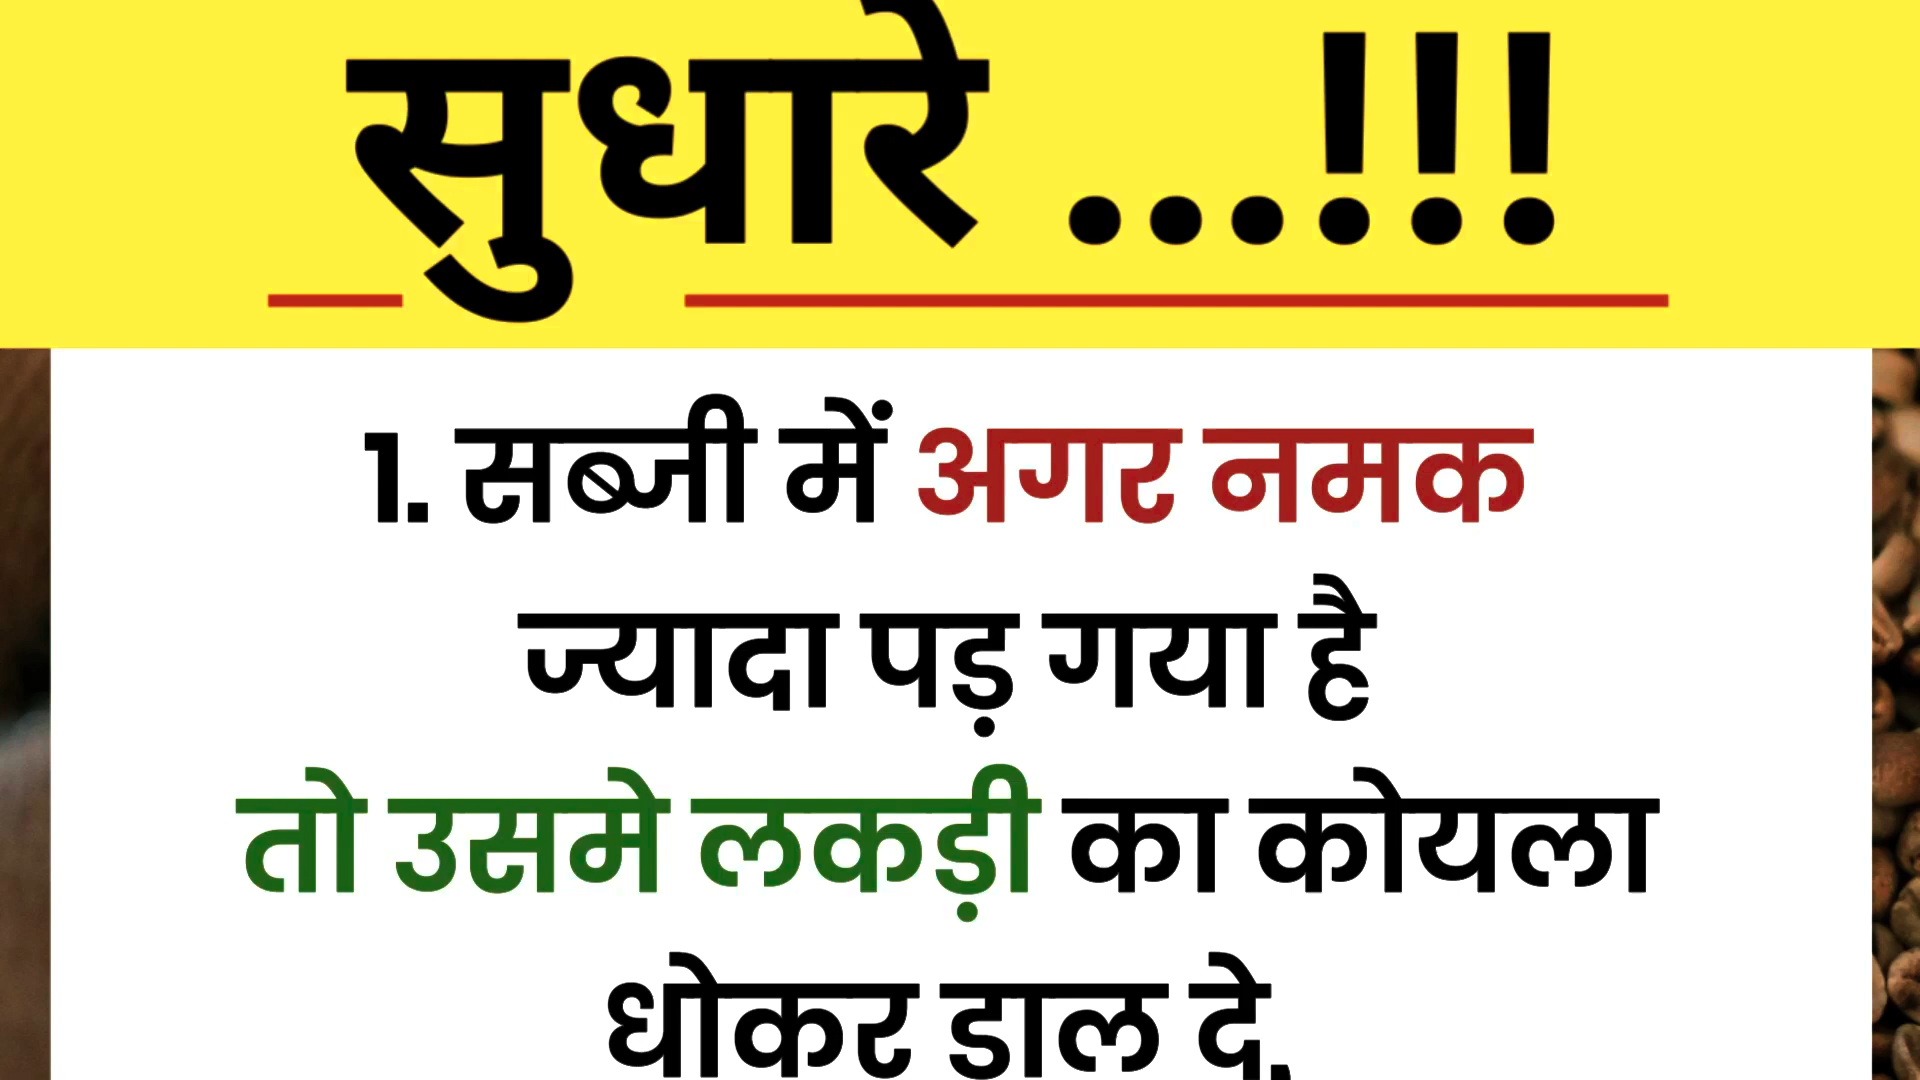 सुधारे ...!!!
1. सब्जी में अगर नमक
ज्यादा पड़ गया है
तो उसमे लकड़ी का कोयला
धोकर डाल दे,